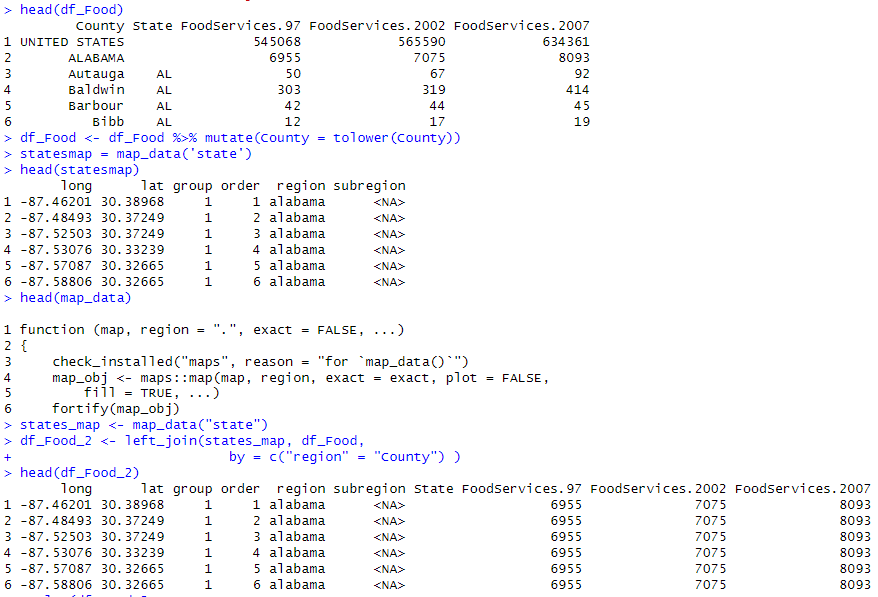 > head(df_Food)
County State FoodServices.97 FoodServices.2002 FoodServices.2007
1 UNITED STATES 545068 565590 634361
2 ALABAMA 6955 7075 8093
3 Autauga AL 50 67 92
4 Baldwin AL 303 319 414
5 Barbour AL 42 44 45
6 Bibb AL 12 17 19
> df_Food <- df_Food %>% mutate(County = tolower(County))
> statesmap = map_data('state')
> head(statesmap)
long lat group order region subregion
1 -87.46201 30.38968 1 1 alabama <NA>
2 -87.48493 30.37249 1 2 alabama <NA>
3 -87.52503 30.37249 1 3 alabama <NA>
4 -87.53076 30.33239 1 4 alabama <NA>
5 -87.57087 30.32665 1 5 alabama <NA>
6 -87.58806 30.32665 1 6 alabama <NA>
> head(map_data)
1 function (map, region = ".", exact = FALSE, ...)
2 {
3 check_installed("maps", reason = "for `map_data()`")
4 map_obj <- maps::map(map, region, exact = exact, plot = FALSE,
5 fill = TRUE, ...)
6 fortify(map_obj)
> states_map <- map_data("state")
> df_Food_2 <- left_join(states_map, df_Food,
+ by = c("region" = "County") )
> head(df_Food_2)
long lat group order region subregion State FoodServices.97 FoodServices.2002 FoodServices.2007
1 -87.46201 30.38968 1 1 alabama <NA> 6955 7075 8093
2 -87.48493 30.37249 1 2 alabama <NA> 6955 7075 8093
3 -87.52503 30.37249 1 3 alabama <NA> 6955 7075 8093
4 -87.53076 30.33239 1 4 alabama <NA> 6955 7075 8093
5 -87.57087 30.32665 1 5 alabama <NA> 6955 7075 8093
6 -87.58806 30.32665 1 6 alabama <NA> 6955 7075 8093